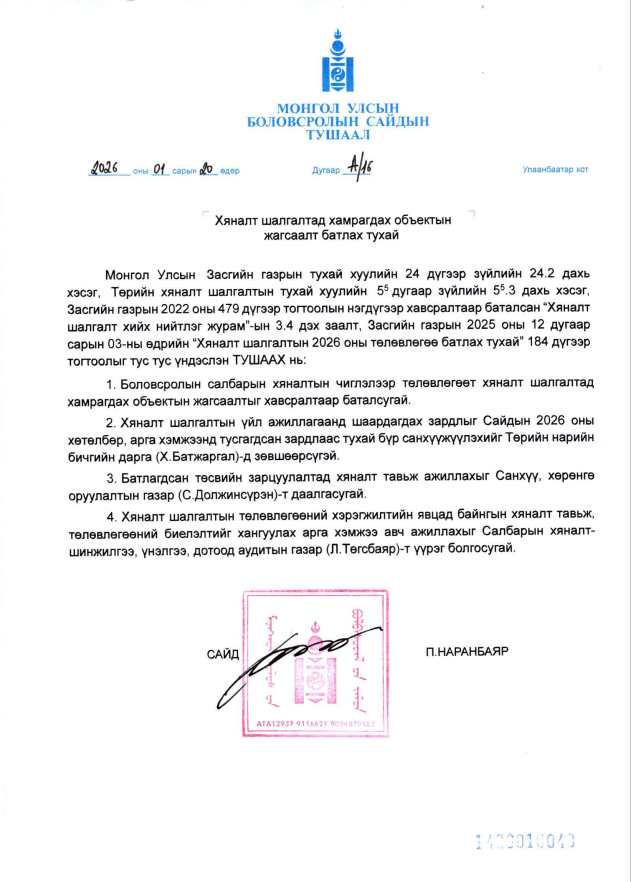 МОНГОЛ УЛСЫН
БОЛОВСРОЛЫН САЙДЫН
ТУШААЛ
2026 оны 01 сарын 20 өдөр Дугаар А/16 Улаанбаатар хот
Хяналт шалгалтад хамрагдах объектын
жагсаалт батлах тухай
Монгол Улсын Засгийн газрын тухай хуулийн 24 дүгээр зүйлийн 24.2 дахь
хэсэг, Төрийн хяналт шалгалтын тухай хуулийн 5⁵ дугаар зүйлийн 5⁵.3 дахь хэсэг,
Засгийн газрын 2022 оны 479 дүгээр тогтоолын нэгдүгээр хавсралтаар баталсан “Хяналт
шалгалт хийх нийтлэг журам”-ын 3.4 дэх заалт, Засгийн газрын 2025 оны 12 дугаар
сарын 03-ны өдрийн “Хяналт шалгалтын 2026 оны төлөвлөгөө батлах тухай” 184 дүгээр
тогтоолыг тус тус үндэслэн ТУШААХ нь:
1. Боловсролын салбарын хяналтын чиглэлээр төлөвлөгөөт хяналт шалгалтад
хамрагдах объектын жагсаалтыг хавсралтаар баталсугай.
2. Хяналт шалгалтын үйл ажиллагаанд шаардагдах зардлыг Сайдын 2026 оны
хөтөлбөр, арга хэмжээнд тусгагдсан зардлаас тухай бүр санхүүжүүлэхийг Төрийн нарийн
бичгийн дарга (Х.Батжаргал)-д зөвшөөрсүгэй.
3. Батлагдсан төсвийн зарцуулалтад хяналт тавьж ажиллахыг Санхүү, хөрөнгө
оруулалтын газар (С.Должинсүрэн)-т даалгасугай.
4. Хяналт шалгалтын төлөвлөгөөний хэрэгжилтийн явцад байнгын хяналт тавьж,
төлөвлөгөөний биелэлтийг хангуулах арга хэмжээ авч ажиллахыг Салбарын хяналт-
шинжилгээ, үнэлгээ, дотоод аудитын газар (Л.Төгсбаяр)-т үүрэг болгосугай.
САЙД П.НАРАНБАЯР